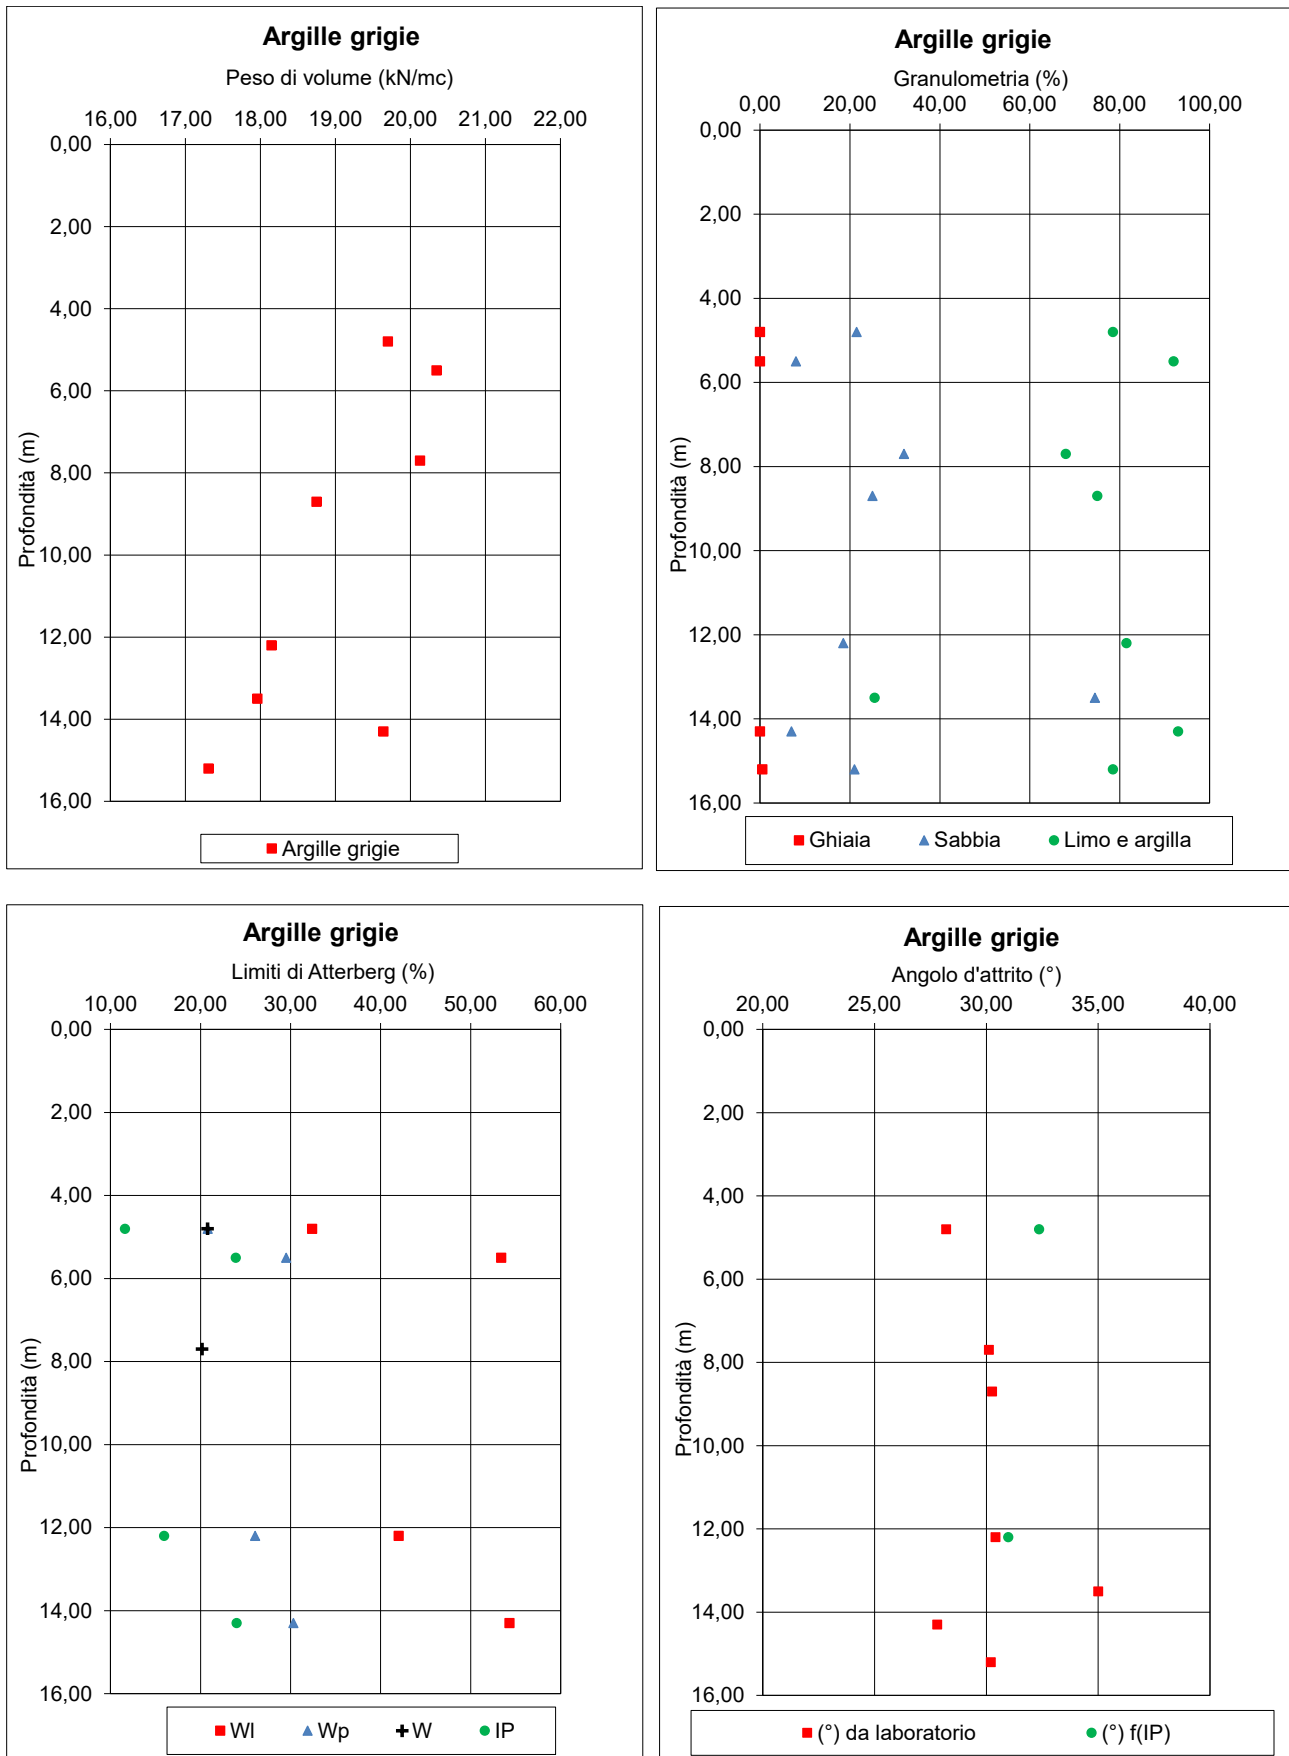 Argille grigie
Peso di volume (kN/mc)
16,00 17,00 18,00 19,00 20,00 21,00 22,00
0,00
2,00
4,00
6,00
8,00
10,00
12,00
14,00
16,00
Profondità (m)
Argille grigie
Argille grigie
Granulometria (%)
0,00 20,00 40,00 60,00 80,00 100,00
0,00
2,00
4,00
6,00
8,00
10,00
12,00
14,00
16,00
Profondità (m)
Ghiaia Sabbia Limo e argilla
Argille grigie
Limiti di Atterberg (%)
10,00 20,00 30,00 40,00 50,00 60,00
0,00
2,00
4,00
6,00
8,00
10,00
12,00
14,00
16,00
Profondità (m)
Wl Wp W IP
Argille grigie
Angolo d'attrito (°)
20,00 25,00 30,00 35,00 40,00
0,00
2,00
4,00
6,00
8,00
10,00
12,00
14,00
16,00
Profondità (m)
(°) da laboratorio (°) f(IP)